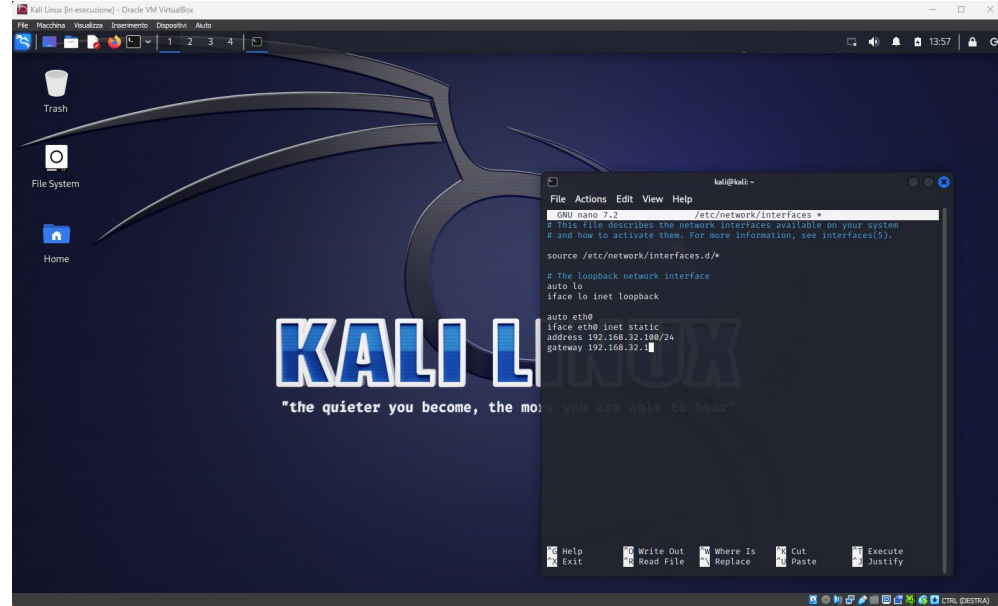 Kali Linux [In esecuzione] - Oracle VM VirtualBox
File Macchina Visualizza Inserimento Dispositivi Aiuto
1 2 3 4
13:57
Trash
File System
Home
KALI LINUX
"the quieter you become, the more you are able to hear"
kali@kali: ~
File Actions Edit View Help
GNU nano 7.2 /etc/network/interfaces *
# This file describes the network interfaces available on your system
# and how to activate them. For more information, see interfaces(5).
source /etc/network/interfaces.d/*
# The loopback network interface
auto lo
iface lo inet loopback
auto eth0
iface eth0 inet static
address 192.168.32.100/24
gateway 192.168.32.1
^G Help ^O Write Out ^W Where Is ^K Cut ^T Execute
^X Exit ^R Read File ^\ Replace ^U Paste ^J Justify
CTRL (DESTRA)